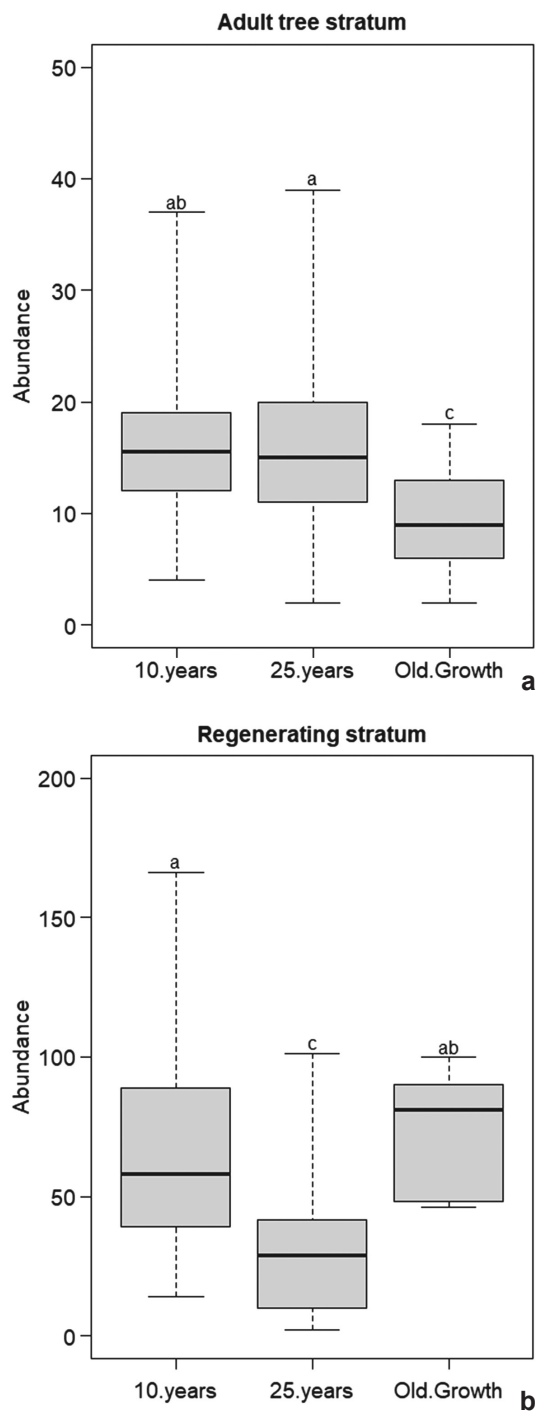 Adult tree stratum
50
40
30
20
10
0
Abundance
ab
a
c
10.years 25.years Old.Growth
a
Regenerating stratum
200
150
100
50
0
Abundance
a
c
ab
10.years 25.years Old.Growth
b